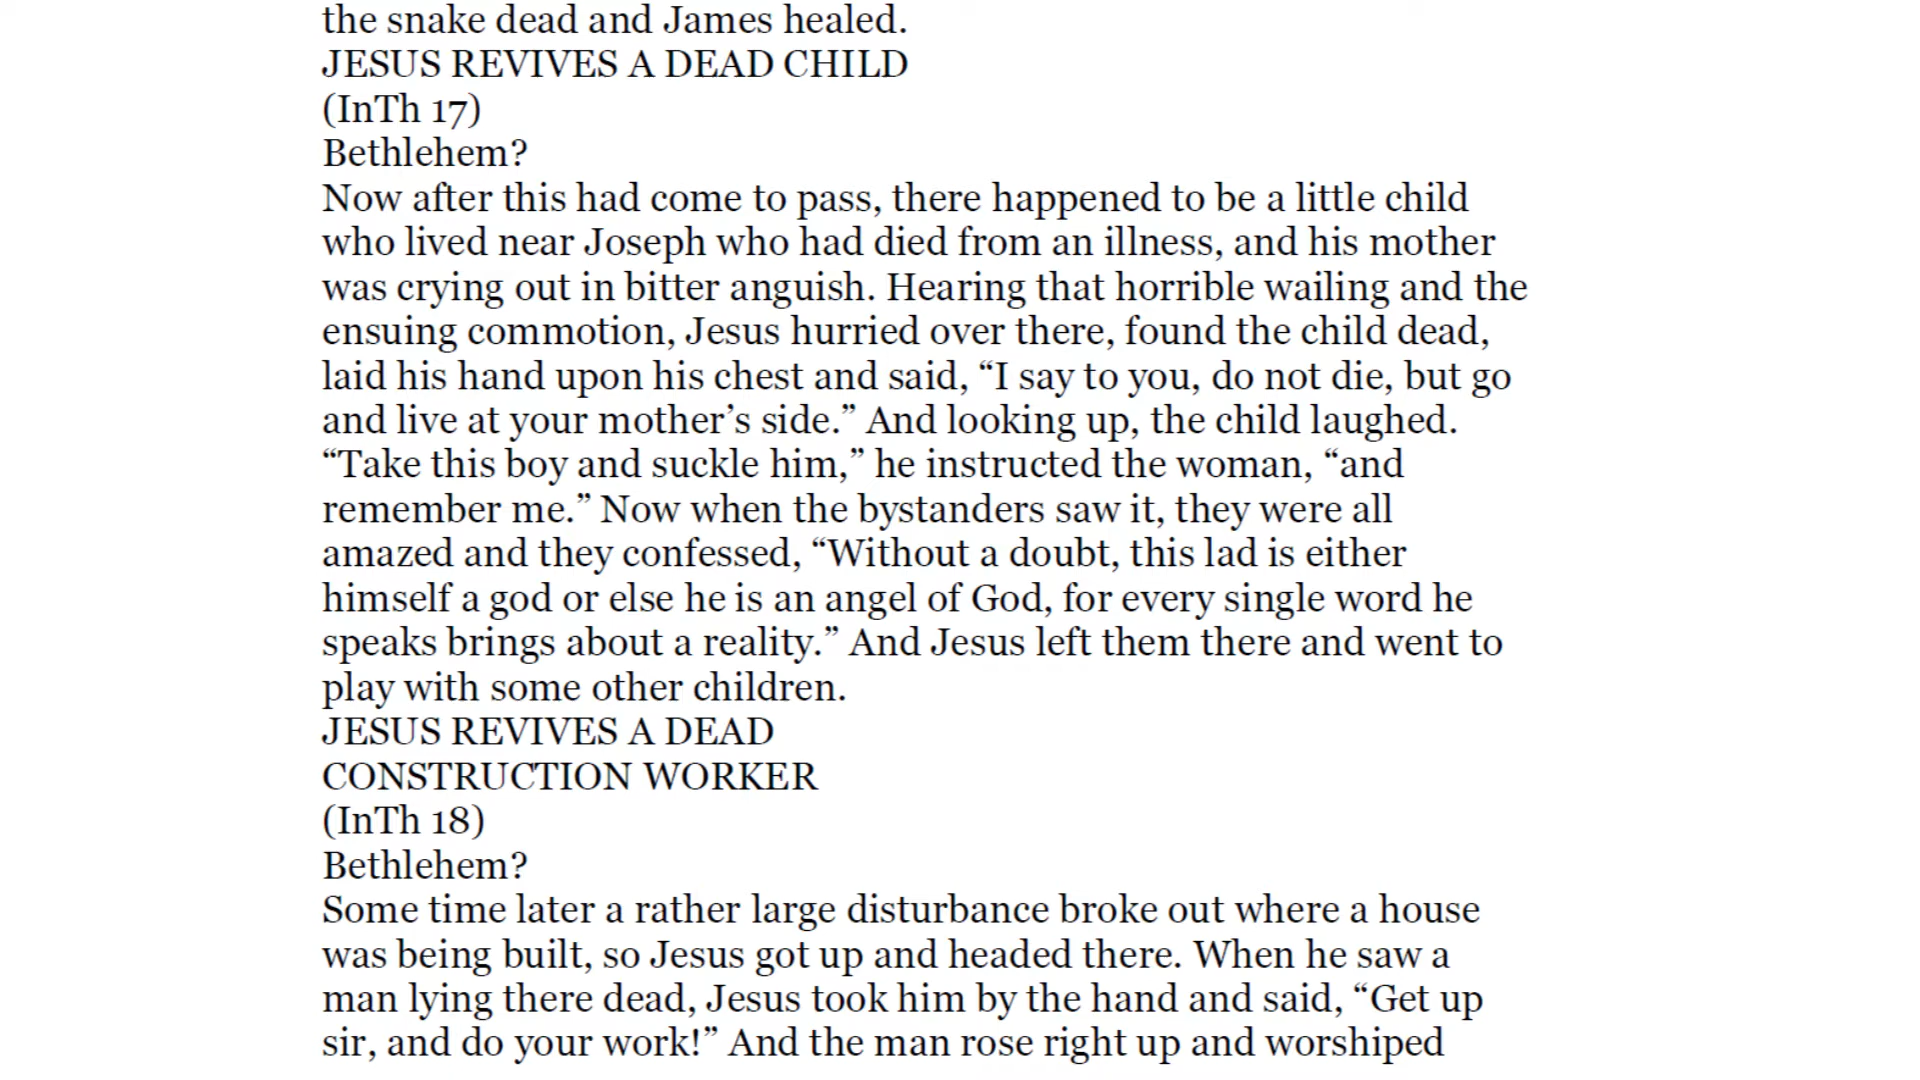 the snake dead and James healed.
JESUS REVIVES A DEAD CHILD
(InTh 17)
Bethlehem?
Now after this had come to pass, there happened to be a little child
who lived near Joseph who had died from an illness, and his mother
was crying out in bitter anguish. Hearing that horrible wailing and the
ensuing commotion, Jesus hurried over there, found the child dead,
laid his hand upon his chest and said, “I say to you, do not die, but go
and live at your mother’s side.” And looking up, the child laughed.
“Take this boy and suckle him,” he instructed the woman, “and
remember me.” Now when the bystanders saw it, they were all
amazed and they confessed, “Without a doubt, this lad is either
himself a god or else he is an angel of God, for every single word he
speaks brings about a reality.” And Jesus left them there and went to
play with some other children.
JESUS REVIVES A DEAD
CONSTRUCTION WORKER
(InTh 18)
Bethlehem?
Some time later a rather large disturbance broke out where a house
was being built, so Jesus got up and headed there. When he saw a
man lying there dead, Jesus took him by the hand and said, “Get up
sir, and do your work!” And the man rose right up and worshiped